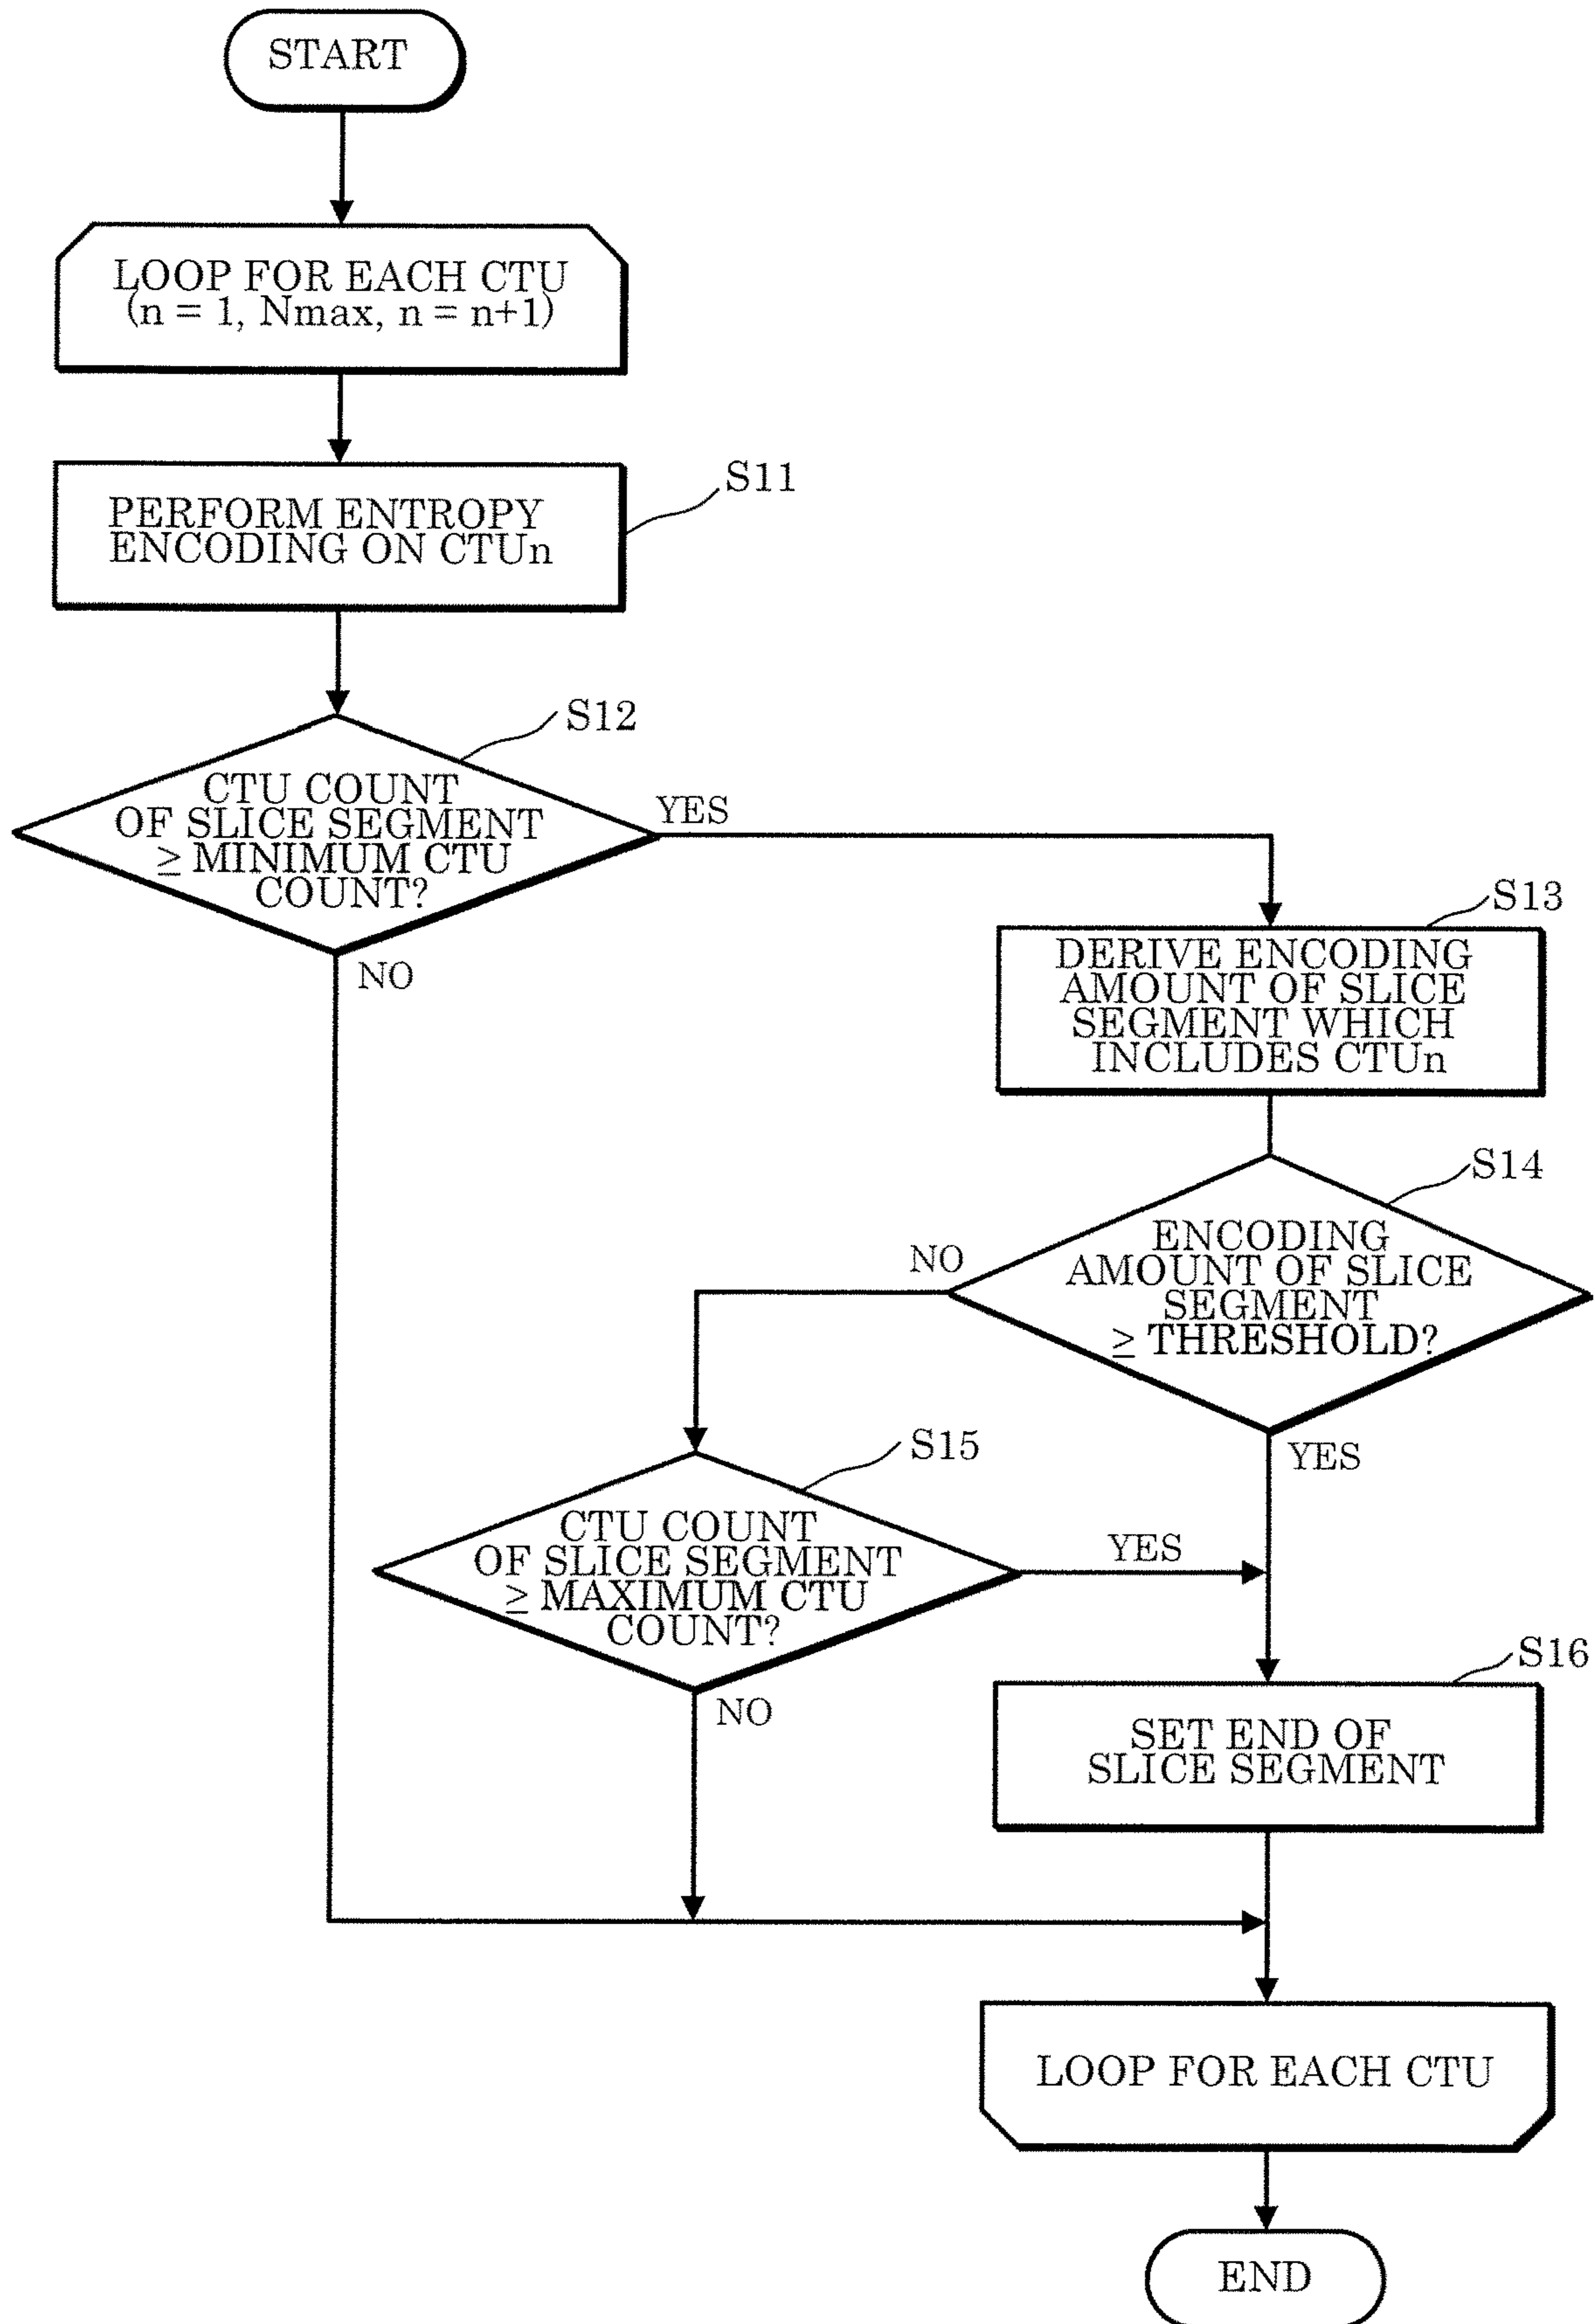 START
LOOP FOR EACH CTU
(n = 1, Nmax, n = n+1)
S11
PERFORM ENTROPY
ENCODING ON CTUn
S12
CTU COUNT
OF SLICE SEGMENT
≥ MINIMUM CTU
COUNT?
YES
NO
S13
DERIVE ENCODING
AMOUNT OF SLICE
SEGMENT WHICH
INCLUDES CTUn
S14
ENCODING
AMOUNT OF SLICE
SEGMENT
≥ THRESHOLD?
NO
YES
S15
CTU COUNT
OF SLICE SEGMENT
≥ MAXIMUM CTU
COUNT?
YES
NO
S16
SET END OF
SLICE SEGMENT
LOOP FOR EACH CTU
END